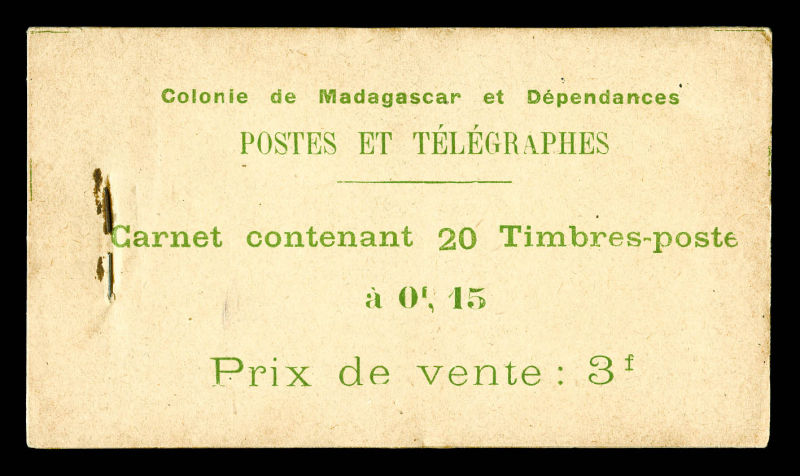 Colonie de Madagascar et Dépendances
POSTES ET TÉLÉGRAPHES
Carnet contenant 20 Timbres-poste
à 0f, 15
Prix de vente : 3f